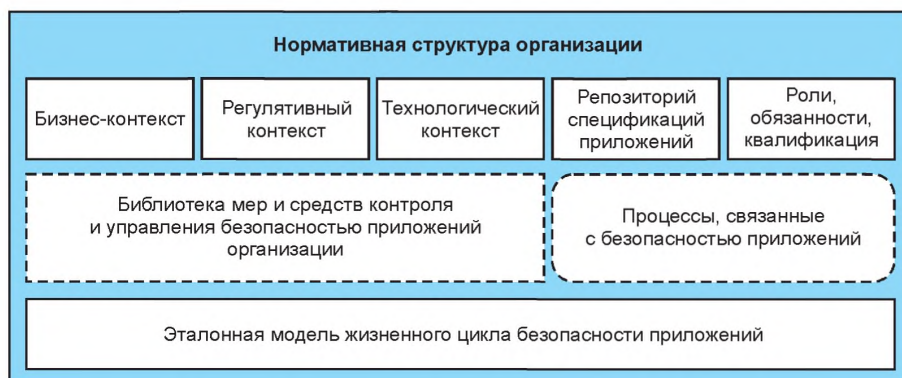 Нормативная структура организации
Бизнес-контекст
Регулятивный
контекст
Технологический
контекст
Репозиторий
спецификаций
приложений
Роли,
обязанности,
квалификация
Библиотека мер и средств контроля
и управления безопасностью приложений
организации
Процессы, связанные
с безопасностью приложений
Эталонная модель жизненного цикла безопасности приложений